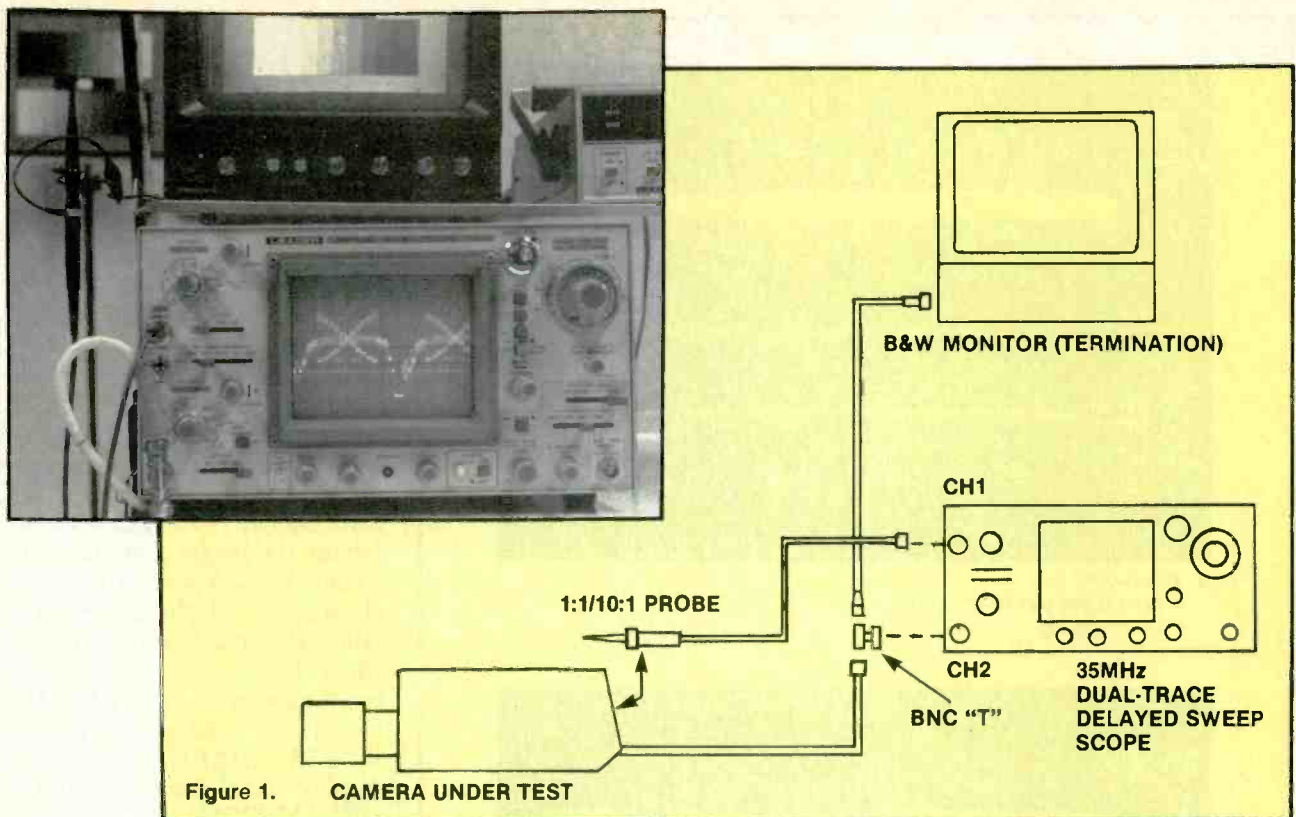 B&W MONITOR (TERMINATION)
CH1
1:1/10:1 PROBE
CH2
BNC "T"
35MHz
DUAL-TRACE
DELAYED SWEEP
SCOPE
Figure 1.
CAMERA UNDER TEST